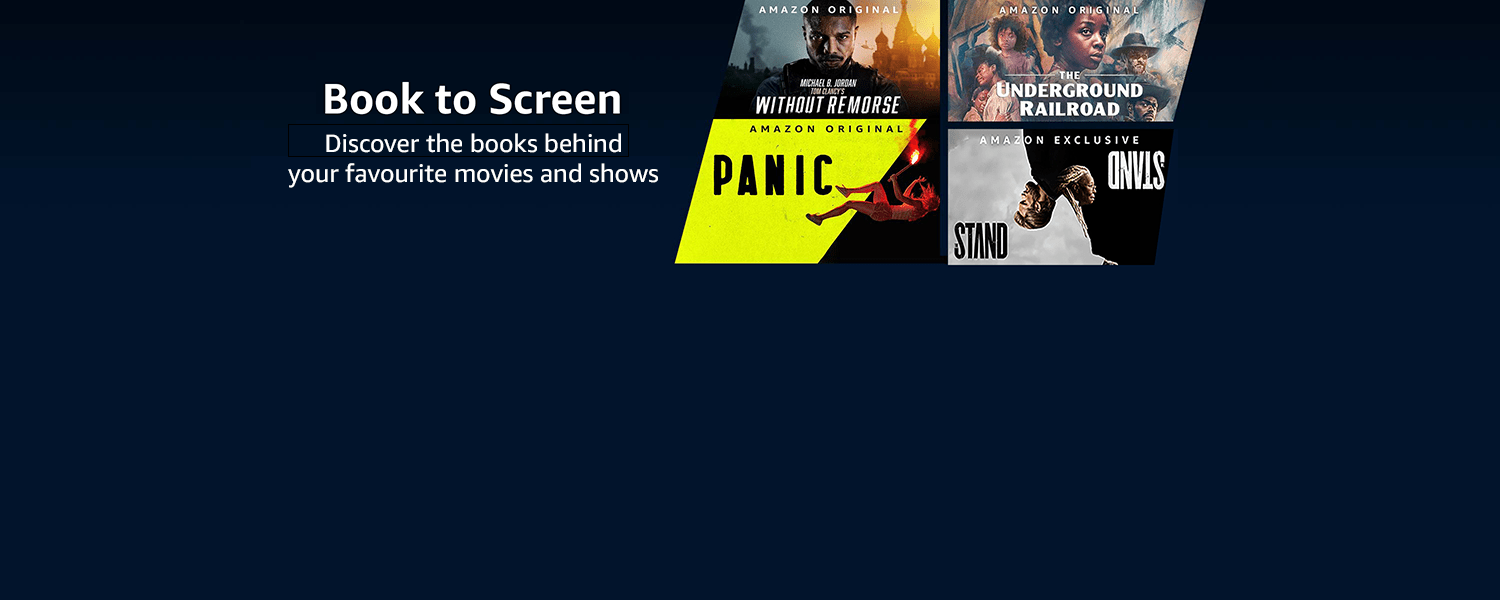 Book to Screen
Discover the books behind
your favourite movies and shows
AMAZON ORIGINAL
MICHAEL B. JORDAN
TOM CLANCY'S
WITHOUT REMORSE
AMAZON ORIGINAL
THE
UNDERGROUND
RAILROAD
AMAZON ORIGINAL
PANIC
AMAZON EXCLUSIVE
STAND
STAND